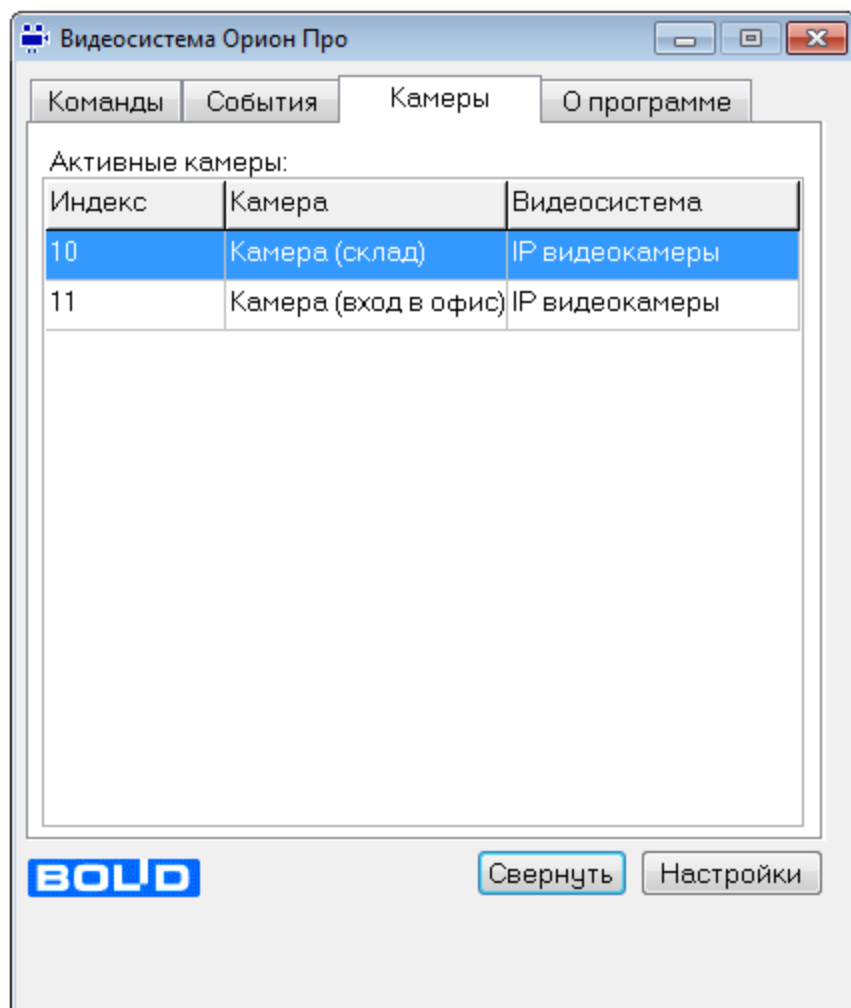 Видеосистема Орион Про
Команды События Камеры О программе
Активные камеры:
Индекс Камера Видеосистема
10 Камера (склад) IP видеокамеры
11 Камера (вход в офис) IP видеокамеры
BOLID Свернуть Настройки